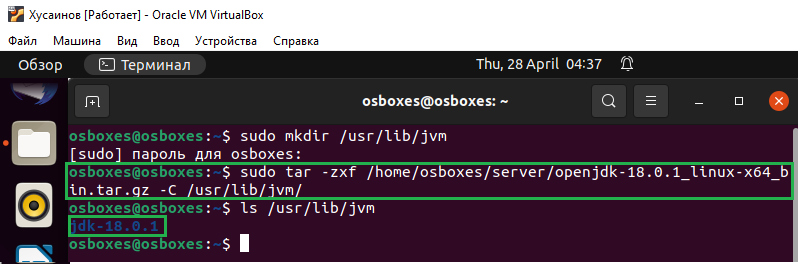 Хусаинов [Работает] - Oracle VM VirtualBox
Файл Машина Вид Ввод Устройства Справка
Обзор Терминал Thu, 28 April 04:37
osboxes@osboxes: ~
osboxes@osboxes:~$ sudo mkdir /usr/lib/jvm
[sudo] пароль для osboxes:
osboxes@osboxes:~$ sudo tar -zxf /home/osboxes/server/openjdk-18.0.1_linux-x64_b
in.tar.gz -C /usr/lib/jvm/
osboxes@osboxes:~$ ls /usr/lib/jvm
jdk-18.0.1
osboxes@osboxes:~$